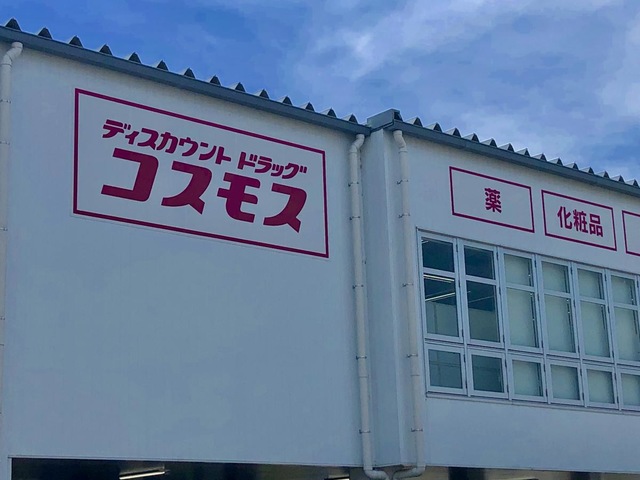 ディスカウント ドラッグ
コスモス
薬
化粧品